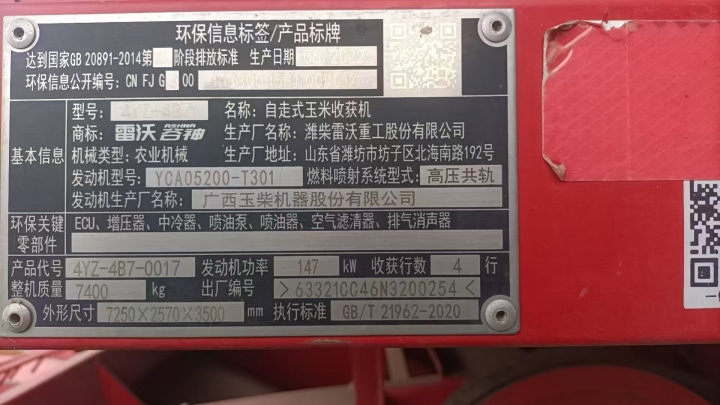 环保信息标签/产品标牌
达到国家GB 20891-2014第 阶段排放标准 生产日期
环保信息公开编号: CN FJ G 00
型号: 4YZ-4B7 名称: 自走式玉米收获机
商标: 雷沃 谷神 生产厂名称: 潍柴雷沃重工股份有限公司
基本信息 机械类型: 农业机械 生产厂地址: 山东省潍坊市坊子区北海南路192号
发动机型号: YCA05200-T301 燃料喷射系统型式: 高压共轨
发动机生产厂名称: 广西玉柴机器股份有限公司
环保关键零部件 ECU、增压器、中冷器、喷油泵、喷油器、空气滤清器、排气消声器
产品代号 4YZ-4B7-0017 发动机功率 147 kW 收获行数 4 行
整机质量 7400 kg 出厂编号 >63321CC46N3200254<
外形尺寸 7250×2570×3500 mm 执行标准 GB/T 21962-2020